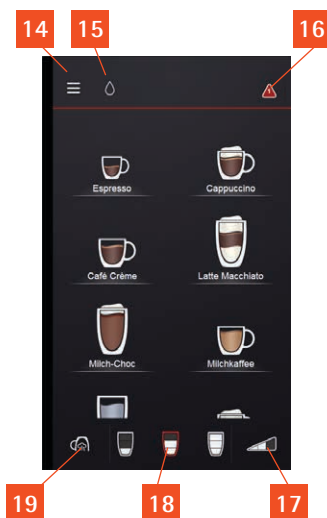 14 15 16
Espresso Cappuccino
Café Crème Latte Macchiato
Milch-Choc Milchkaffee
19 18 17